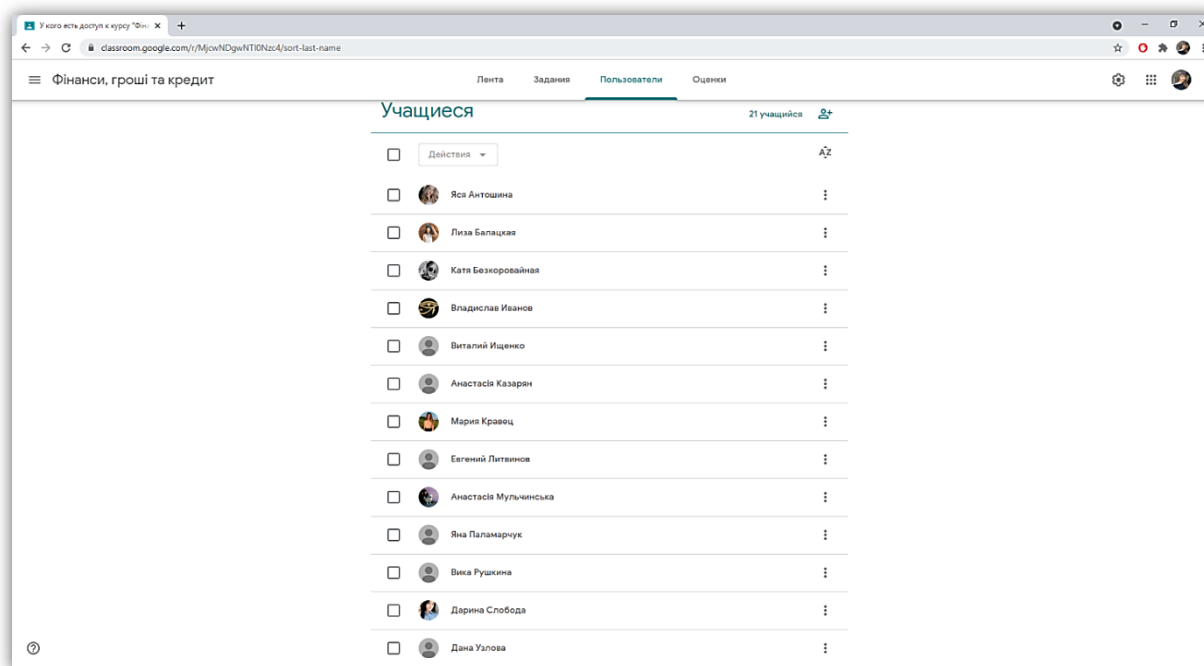 У кого есть доступ к курсу "Фін
classroom.google.com/r/MjcwNDgwNTI0Nzc4/sort-last-name
Фінанси, гроші та кредит
Лента Задания Пользователи Оценки
Учащиеся 21 учащийся
Действия AZ
Яся Антошина
Лиза Балацкая
Катя Безкоровайная
Владислав Иванов
Виталий Ищенко
Анастасія Казарян
Мария Кравец
Евгений Литвинов
Анастасія Мульчинська
Яна Паламарчук
Вика Рушкина
Дарина Слобода
Дана Узлова